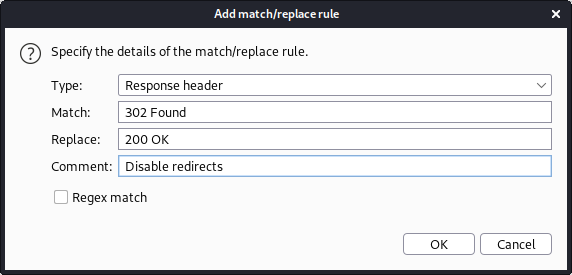 Add match/replace rule
Specify the details of the match/replace rule.
Type: Response header
Match: 302 Found
Replace: 200 OK
Comment: Disable redirects
Regex match
OK Cancel